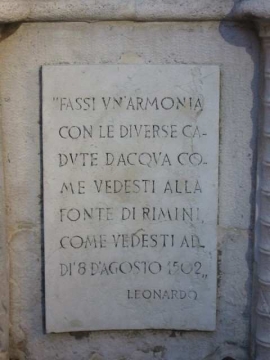 "FASSI VN'ARMONIA
CON LE DIVERSE CA-
DVTE D'ACQVA CO-
ME VEDESTI ALLA
FONTE DI RIMINI,
COME VEDESTI AD-
DI' 8 D'AGOSTO 1502„
LEONARDO